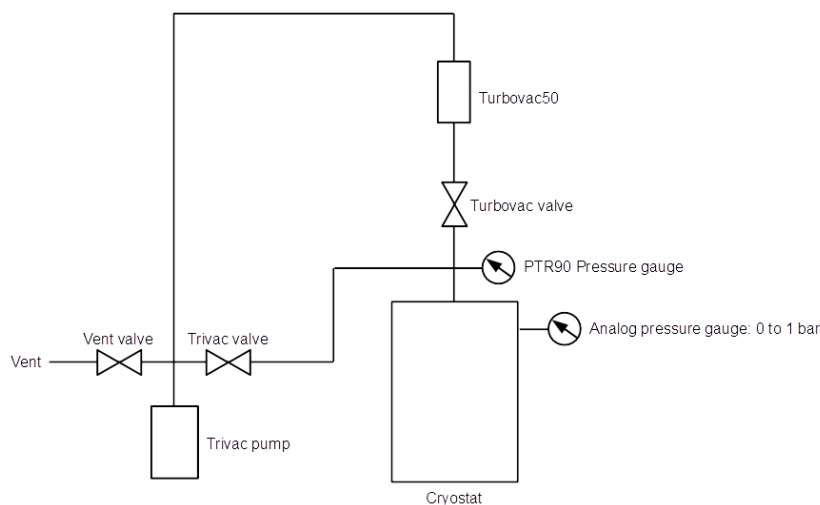 Turbovac50
Turbovac valve
PTR90 Pressure gauge
Vent valve
Trivac valve
Analog pressure gauge: 0 to 1 bar
Vent
Trivac pump
Cryostat